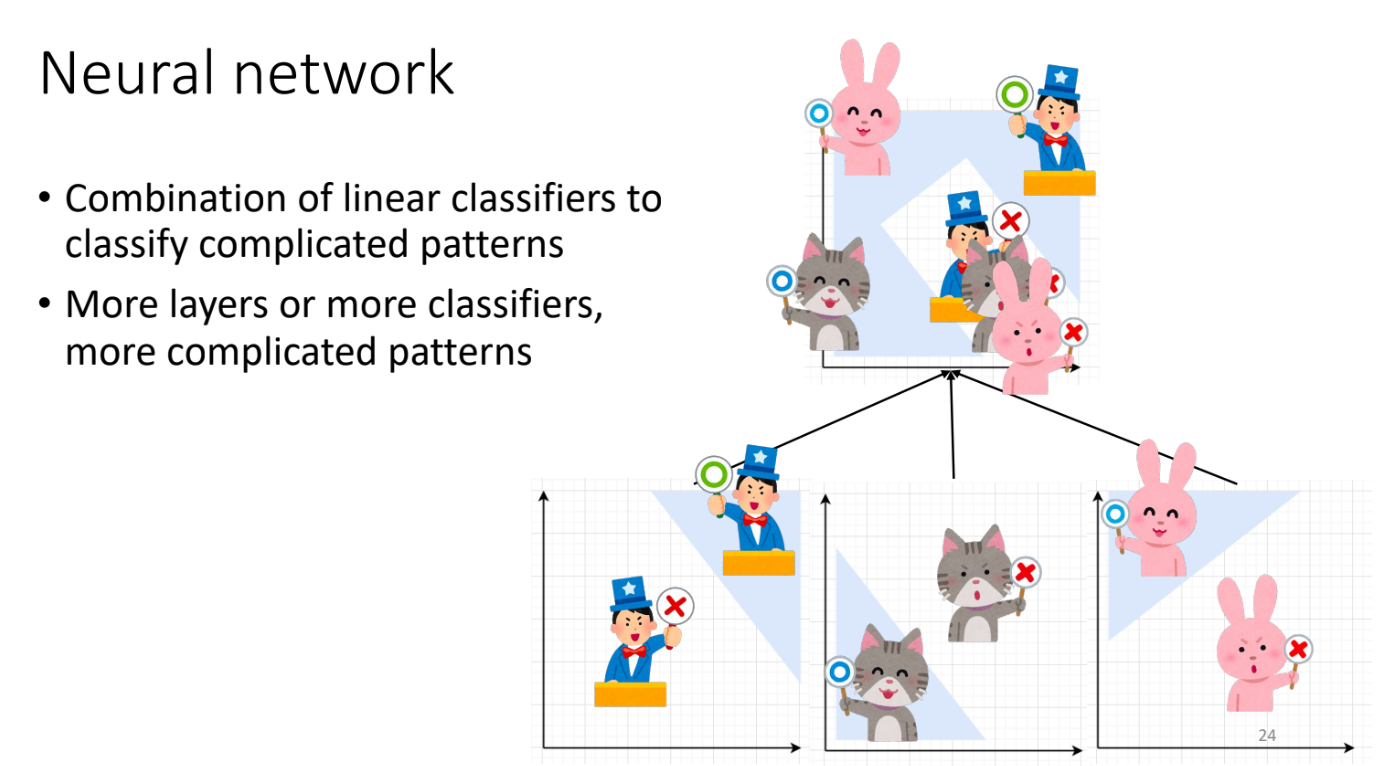 Neural network
• Combination of linear classifiers to
classify complicated patterns
• More layers or more classifiers,
more complicated patterns
24